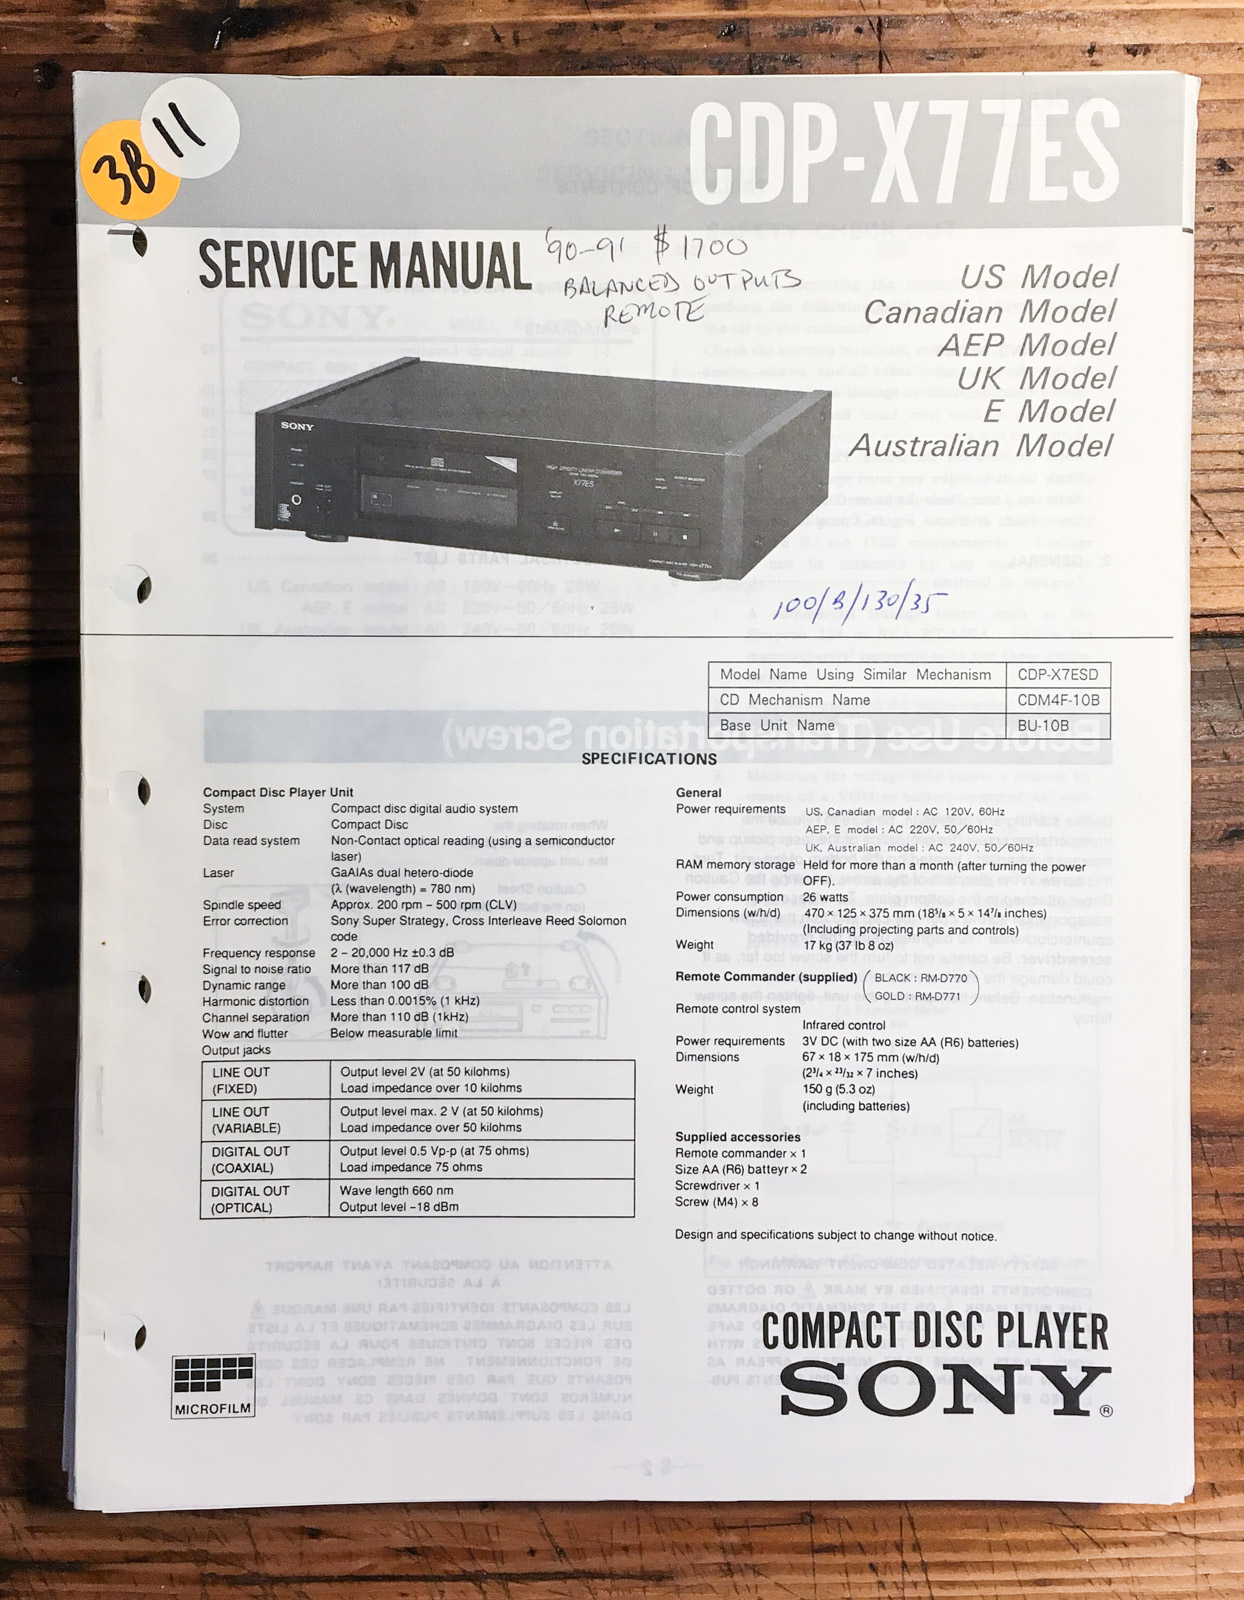 3B
11
CDP-X77ES
SERVICE MANUAL
'90-91 $1700
BALANCED OUTPUTS
REMOTE
US Model
Canadian Model
AEP Model
UK Model
E Model
Australian Model
SONY
X77ES
100/B/130/35
Model Name Using Similar Mechanism CDP-X7ESD
CD Mechanism Name CDM4F-10B
Base Unit Name BU-10B
SPECIFICATIONS
Compact Disc Player Unit
System Compact disc digital audio system
Disc Compact Disc
Data read system Non-Contact optical reading (using a semiconductor
laser)
Laser GaAlAs dual hetero-diode
(λ (wavelength) = 780 nm)
Spindle speed Approx. 200 rpm – 500 rpm (CLV)
Error correction Sony Super Strategy, Cross Interleave Reed Solomon
code
Frequency response 2 – 20,000 Hz ±0.3 dB
Signal to noise ratio More than 117 dB
Dynamic range More than 100 dB
Harmonic distortion Less than 0.0015% (1 kHz)
Channel separation More than 110 dB (1kHz)
Wow and flutter Below measurable limit
Output jacks
LINE OUT Output level 2V (at 50 kilohms)
(FIXED) Load impedance over 10 kilohms
LINE OUT Output level max. 2 V (at 50 kilohms)
(VARIABLE) Load impedance over 50 kilohms
DIGITAL OUT Output level 0.5 Vp-p (at 75 ohms)
(COAXIAL) Load impedance 75 ohms
DIGITAL OUT Wave length 660 nm
(OPTICAL) Output level –18 dBm
General
Power requirements US, Canadian model : AC 120V, 60Hz
AEP, E model : AC 220V, 50/60Hz
UK, Australian model : AC 240V, 50/60Hz
RAM memory storage Held for more than a month (after turning the power
OFF).
Power consumption 26 watts
Dimensions (w/h/d) 470 × 125 × 375 mm (18⁵/₈ × 5 × 14⁷/₈ inches)
(Including projecting parts and controls)
Weight 17 kg (37 lb 8 oz)
Remote Commander (supplied) (BLACK : RM-D770
GOLD : RM-D771)
Remote control system
Infrared control
Power requirements 3V DC (with two size AA (R6) batteries)
Dimensions 67 × 18 × 175 mm (w/h/d)
(2³/₄ × ²³/₃₂ × 7 inches)
Weight 150 g (5.3 oz)
(including batteries)
Supplied accessories
Remote commander × 1
Size AA (R6) batteyr × 2
Screwdriver × 1
Screw (M4) × 8
Design and specifications subject to change without notice.
MICROFILM
COMPACT DISC PLAYER
SONY®